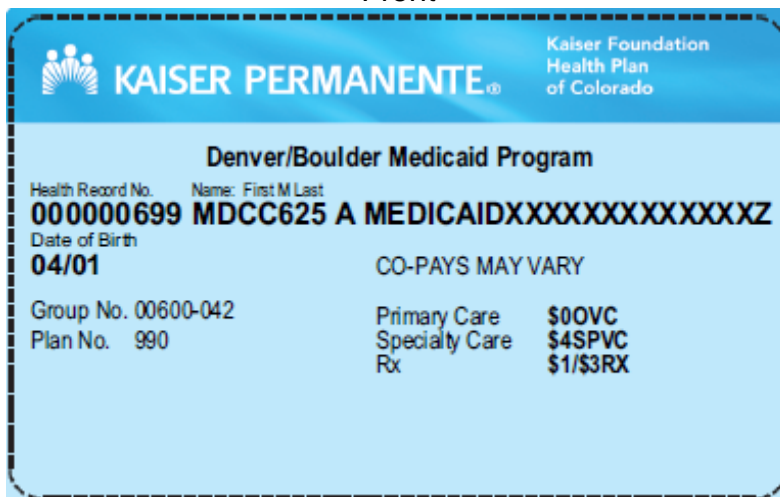 KAISER PERMANENTE®
Kaiser Foundation
Health Plan
of Colorado
Denver/Boulder Medicaid Program
Health Record No. Name: First M Last
000000699 MDCC625 A MEDICAIDXXXXXXXXXXXXXZ
Date of Birth
04/01
CO-PAYS MAY VARY
Group No. 00600-042
Plan No. 990
Primary Care $0OVC
Specialty Care $4SPVC
Rx $1/$3RX